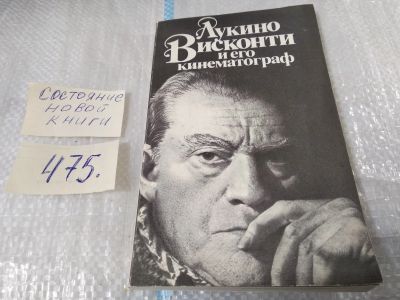 Лукино
Висконти
и его
кинематограф
Состояние
новой
книги
475.